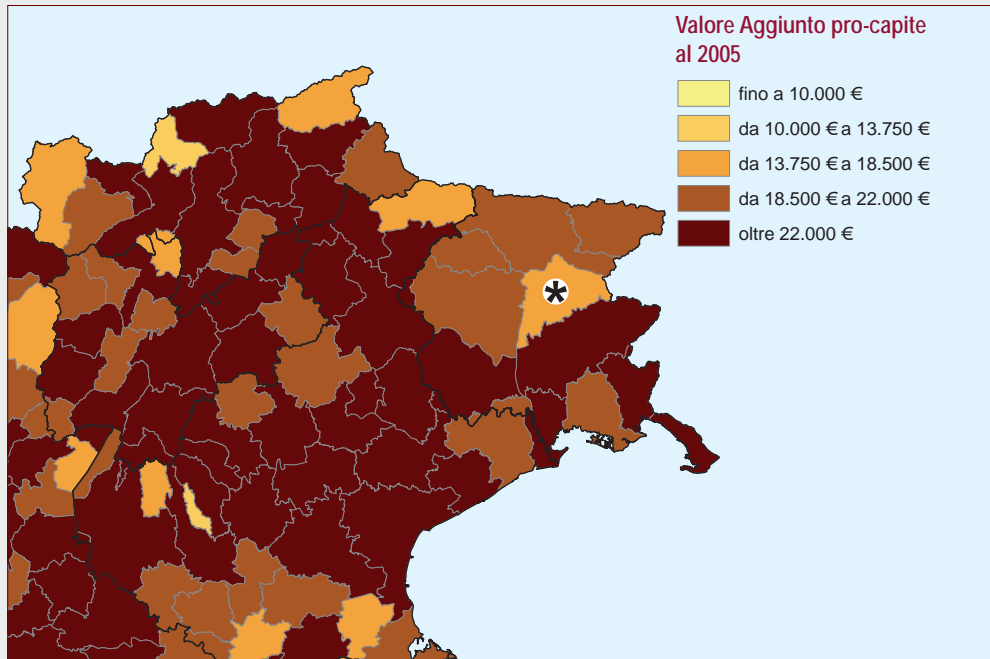 Valore Aggiunto pro-capite
al 2005
fino a 10.000 €
da 10.000 € a 13.750 €
da 13.750 € a 18.500 €
da 18.500 € a 22.000 €
oltre 22.000 €
*